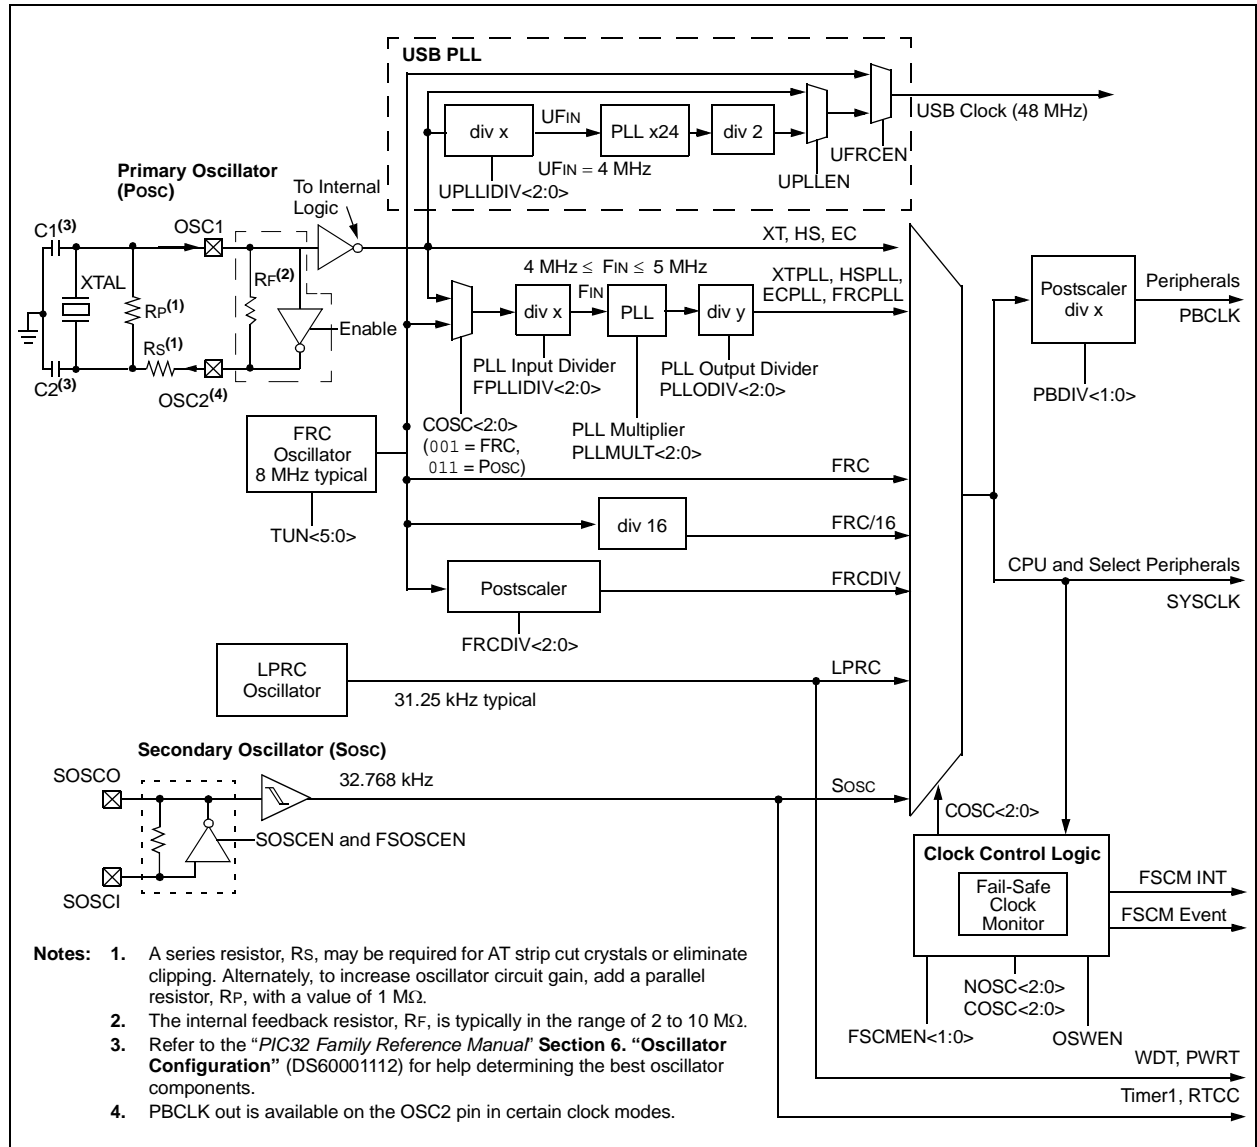 USB PLL
div x
UFIN
PLL x24
div 2
UFIN = 4 MHz
UPLLIDIV<2:0>
UPLLEN
UFRCEN
USB Clock (48 MHz)
Primary Oscillator
(POSC)
To Internal
Logic
C1(3)
OSC1
XTAL
RF(2)
RP(1)
Enable
RS(1)
C2(3)
OSC2(4)
XT, HS, EC
4 MHz ≤ FIN ≤ 5 MHz
XTPLL, HSPLL,
ECPLL, FRCPLL
div x
FIN
PLL
div y
PLL Input Divider
FPLLIDIV<2:0>
PLL Output Divider
PLLODIV<2:0>
COSC<2:0>
(001 = FRC,
011 = POSC)
PLL Multiplier
PLLMULT<2:0>
Postscaler
div x
Peripherals
PBCLK
PBDIV<1:0>
FRC
Oscillator
8 MHz typical
TUN<5:0>
FRC
div 16
FRC/16
Postscaler
FRCDIV
FRCDIV<2:0>
CPU and Select Peripherals
SYSCLK
LPRC
Oscillator
31.25 kHz typical
LPRC
Secondary Oscillator (SOSC)
SOSCO
32.768 kHz
SOSC
SOSCEN and FSOSCEN
SOSCI
COSC<2:0>
Clock Control Logic
Fail-Safe
Clock
Monitor
FSCM INT
FSCM Event
NOSC<2:0>
COSC<2:0>
FSCMEN<1:0>
OSWEN
WDT, PWRT
Timer1, RTCC
Notes: 1. A series resistor, RS, may be required for AT strip cut crystals or eliminate
clipping. Alternately, to increase oscillator circuit gain, add a parallel
resistor, RP, with a value of 1 MΩ.
2. The internal feedback resistor, RF, is typically in the range of 2 to 10 MΩ.
3. Refer to the “PIC32 Family Reference Manual” Section 6. “Oscillator
Configuration” (DS60001112) for help determining the best oscillator
components.
4. PBCLK out is available on the OSC2 pin in certain clock modes.